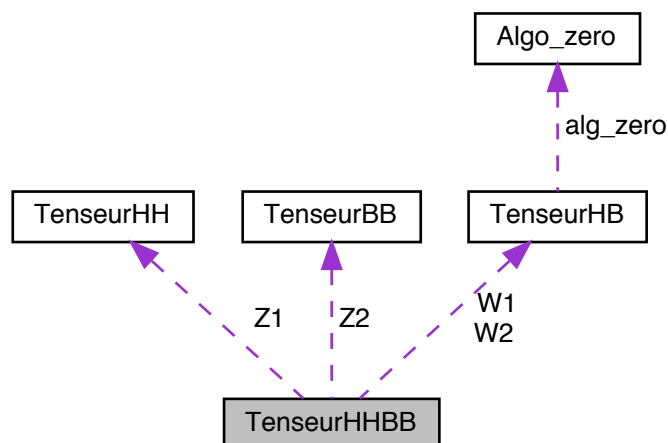 Algo_zero
alg_zero
TenseurHH
TenseurBB
TenseurHB
Z1
Z2
W1
W2
TenseurHHBB